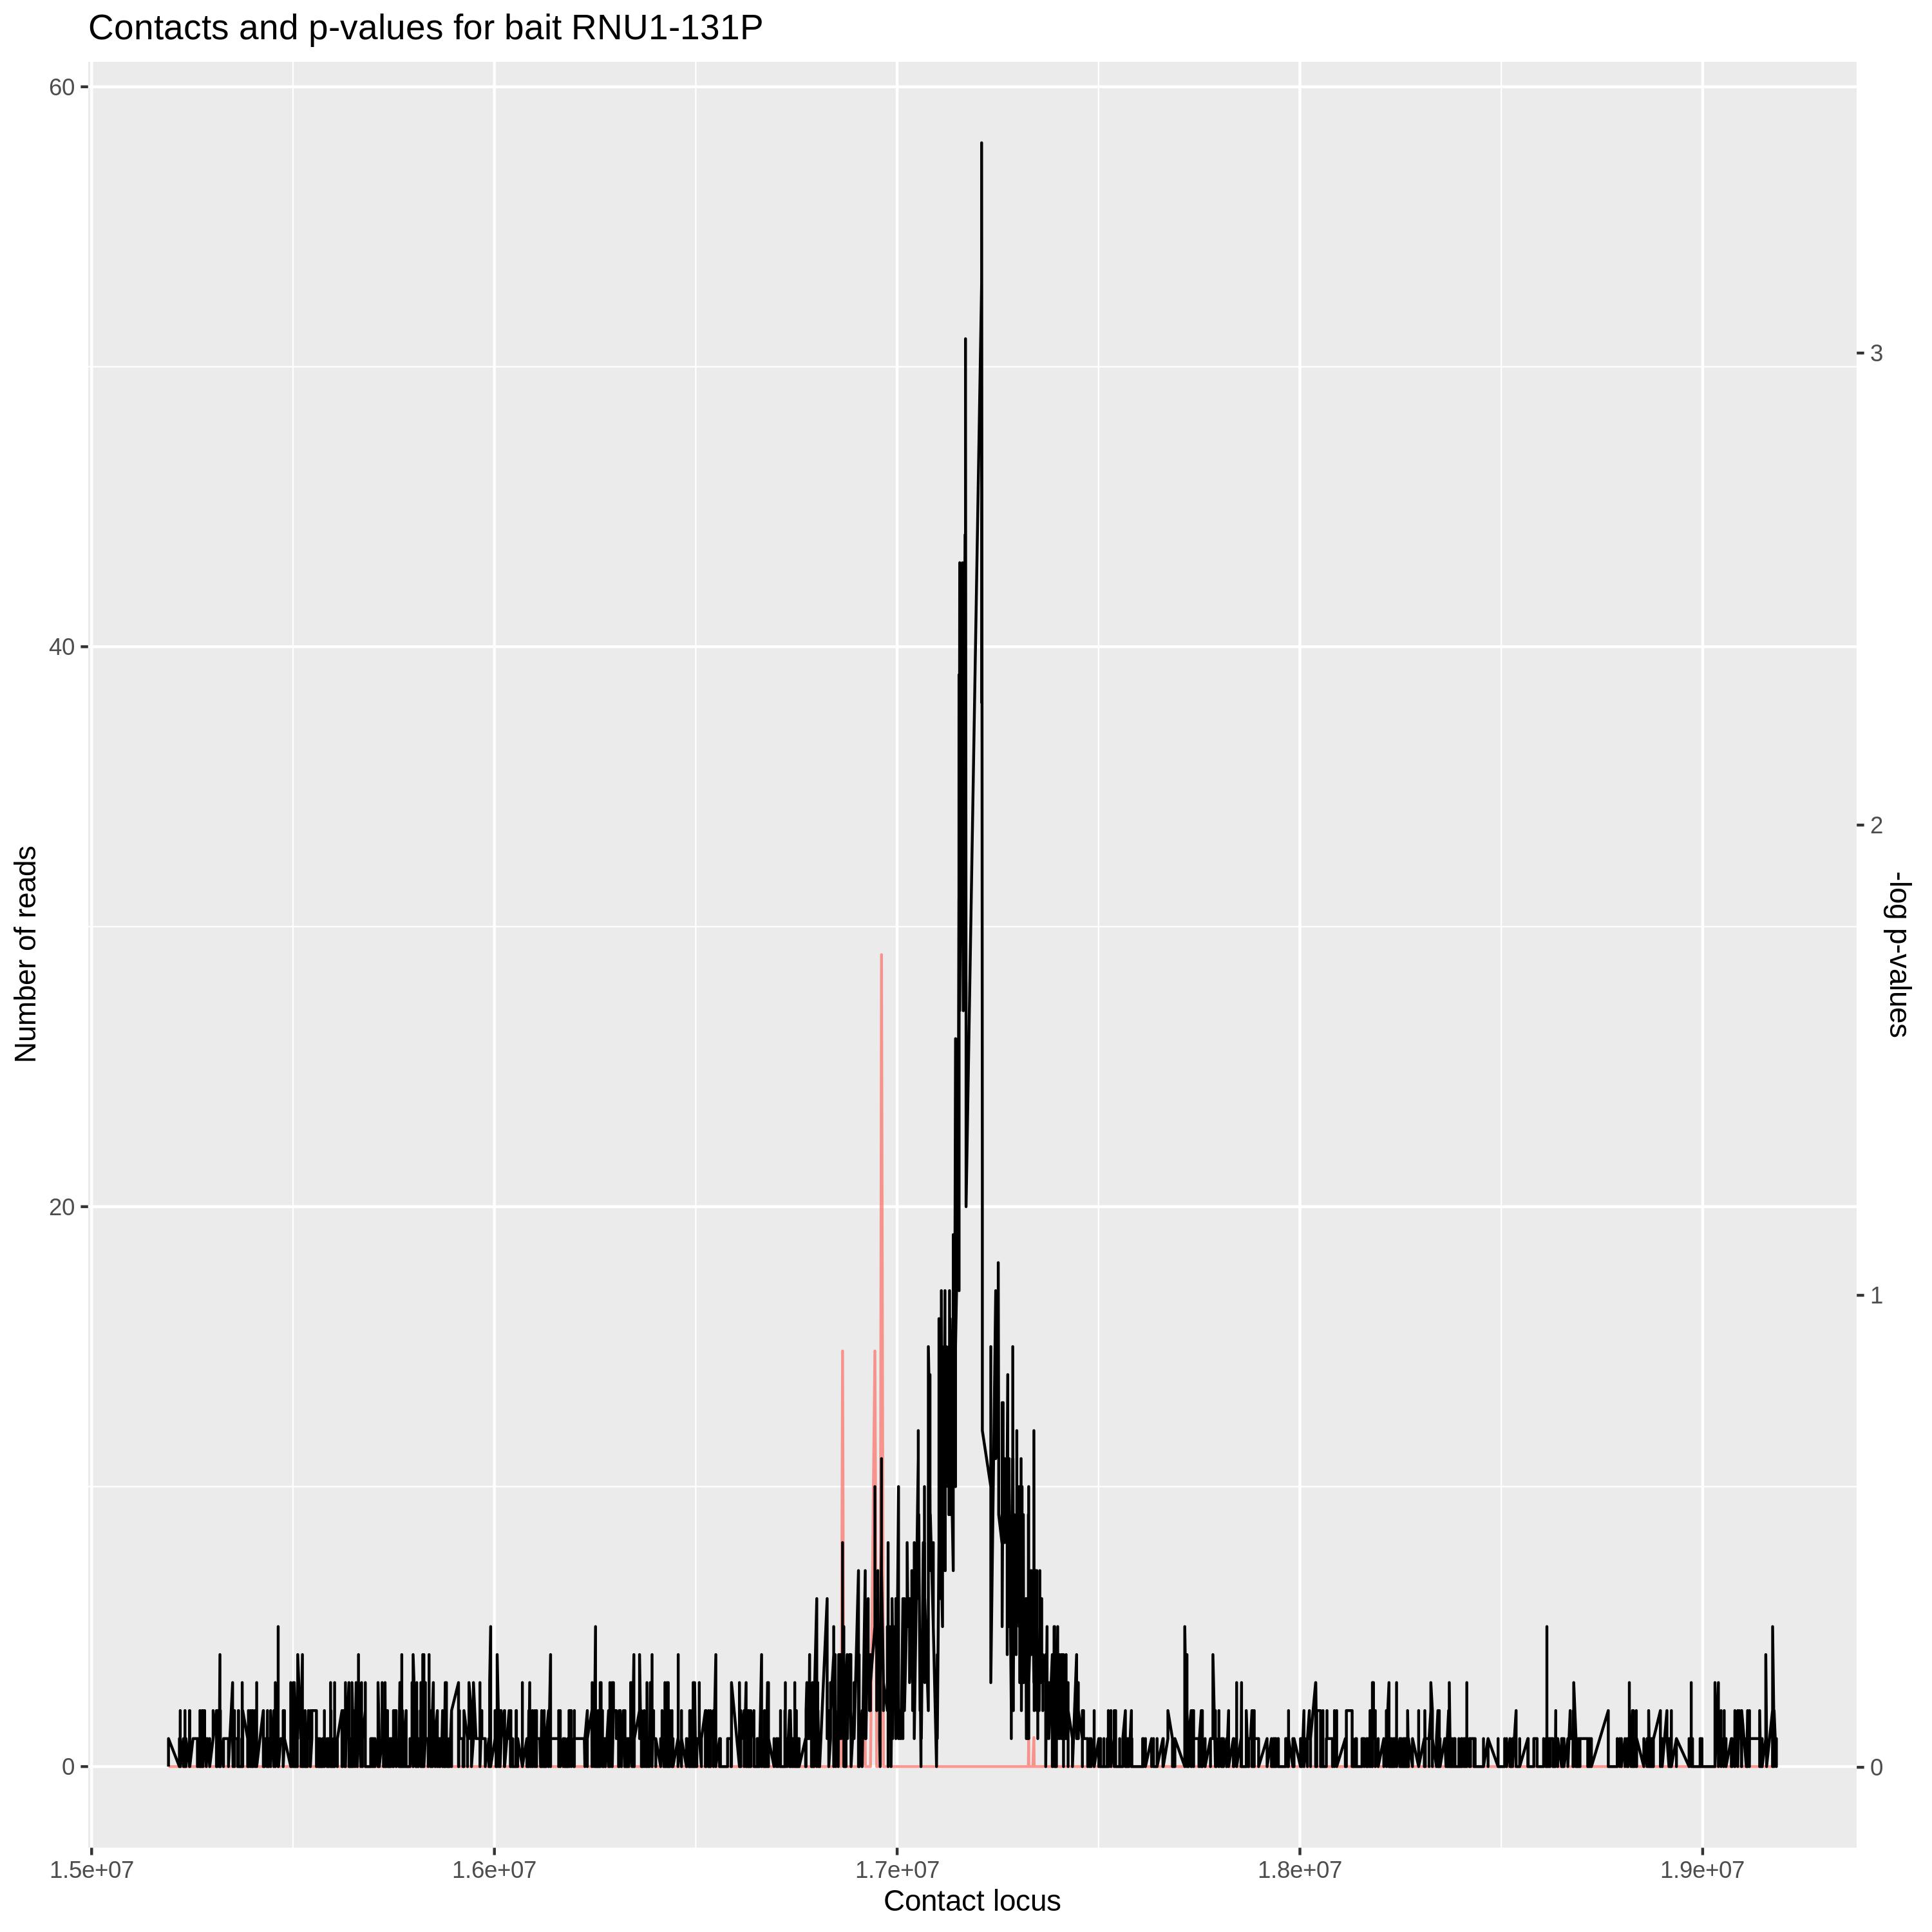 Contacts and p-values for bait RNU1-131P
60
40
20
0
Number of reads
3
2
1
0
-log p-values
1.5e+07
1.6e+07
1.7e+07
1.8e+07
1.9e+07
Contact locus